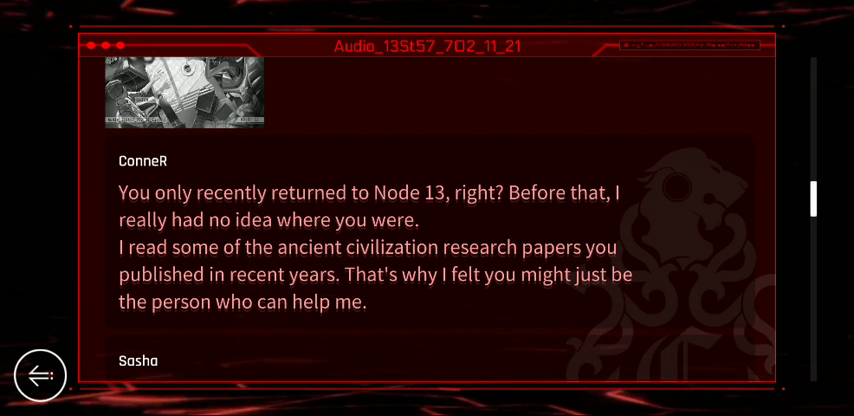 Audio_13St57_702_11_21
ConneR
You only recently returned to Node 13, right? Before that, I
really had no idea where you were.
I read some of the ancient civilization research papers you
published in recent years. That's why I felt you might just be
the person who can help me.
Sasha